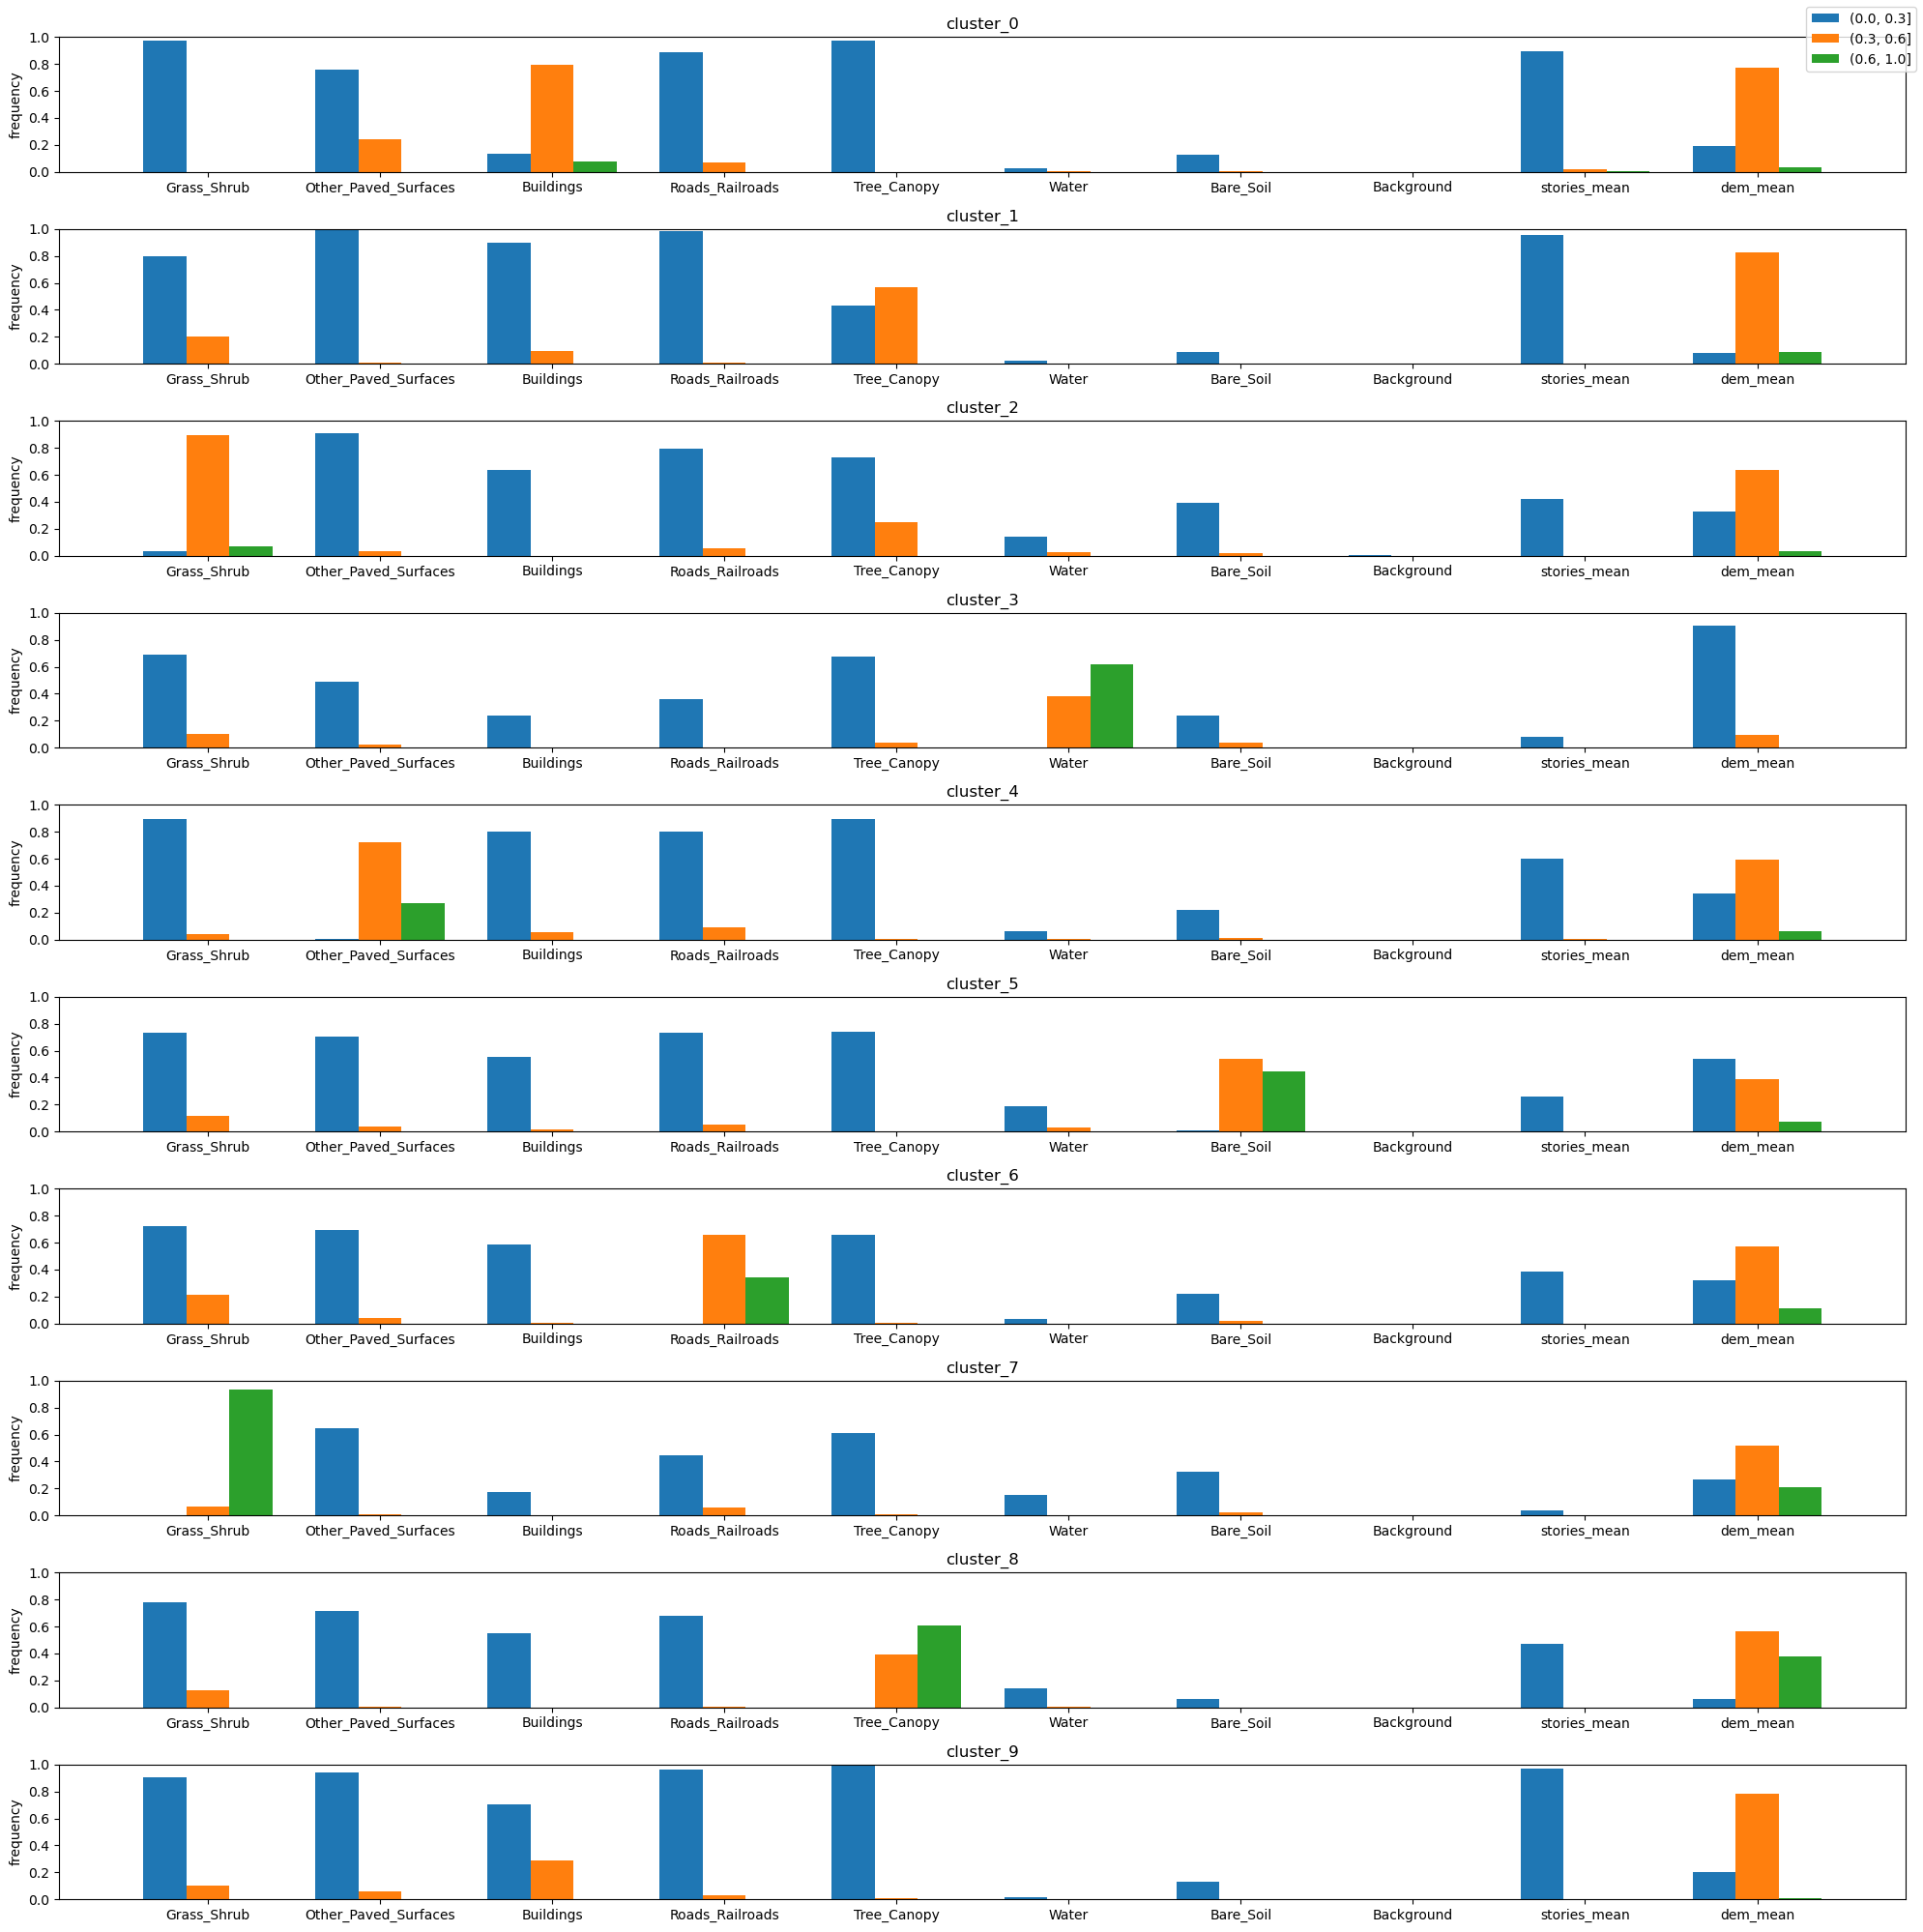 cluster_0
(0.0, 0.3]
(0.3, 0.6]
(0.6, 1.0]
1.0
0.8
0.6
0.4
0.2
0.0
frequency
Grass_Shrub Other_Paved_Surfaces Buildings Roads_Railroads Tree_Canopy Water Bare_Soil Background stories_mean dem_mean
cluster_1
1.0
0.8
0.6
0.4
0.2
0.0
frequency
Grass_Shrub Other_Paved_Surfaces Buildings Roads_Railroads Tree_Canopy Water Bare_Soil Background stories_mean dem_mean
cluster_2
1.0
0.8
0.6
0.4
0.2
0.0
frequency
Grass_Shrub Other_Paved_Surfaces Buildings Roads_Railroads Tree_Canopy Water Bare_Soil Background stories_mean dem_mean
cluster_3
1.0
0.8
0.6
0.4
0.2
0.0
frequency
Grass_Shrub Other_Paved_Surfaces Buildings Roads_Railroads Tree_Canopy Water Bare_Soil Background stories_mean dem_mean
cluster_4
1.0
0.8
0.6
0.4
0.2
0.0
frequency
Grass_Shrub Other_Paved_Surfaces Buildings Roads_Railroads Tree_Canopy Water Bare_Soil Background stories_mean dem_mean
cluster_5
1.0
0.8
0.6
0.4
0.2
0.0
frequency
Grass_Shrub Other_Paved_Surfaces Buildings Roads_Railroads Tree_Canopy Water Bare_Soil Background stories_mean dem_mean
cluster_6
1.0
0.8
0.6
0.4
0.2
0.0
frequency
Grass_Shrub Other_Paved_Surfaces Buildings Roads_Railroads Tree_Canopy Water Bare_Soil Background stories_mean dem_mean
cluster_7
1.0
0.8
0.6
0.4
0.2
0.0
frequency
Grass_Shrub Other_Paved_Surfaces Buildings Roads_Railroads Tree_Canopy Water Bare_Soil Background stories_mean dem_mean
cluster_8
1.0
0.8
0.6
0.4
0.2
0.0
frequency
Grass_Shrub Other_Paved_Surfaces Buildings Roads_Railroads Tree_Canopy Water Bare_Soil Background stories_mean dem_mean
cluster_9
1.0
0.8
0.6
0.4
0.2
0.0
frequency
Grass_Shrub Other_Paved_Surfaces Buildings Roads_Railroads Tree_Canopy Water Bare_Soil Background stories_mean dem_mean